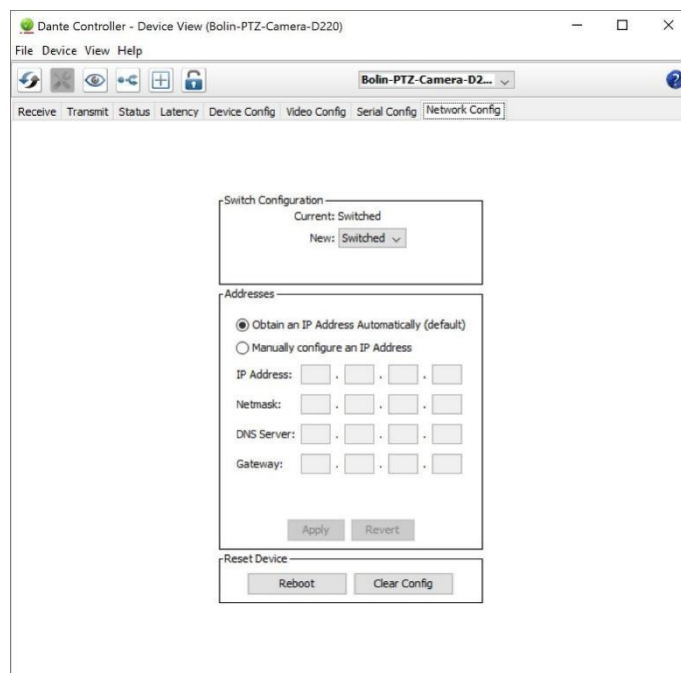 Dante Controller - Device View (Bolin-PTZ-Camera-D220)
File Device View Help
Bolin-PTZ-Camera-D2...
?
Receive Transmit Status Latency Device Config Video Config Serial Config Network Config
Switch Configuration
Current: Switched
New: Switched
Addresses
Obtain an IP Address Automatically (default)
Manually configure an IP Address
IP Address: . . .
Netmask: . . .
DNS Server: . . .
Gateway: . . .
Apply Revert
Reset Device
Reboot Clear Config